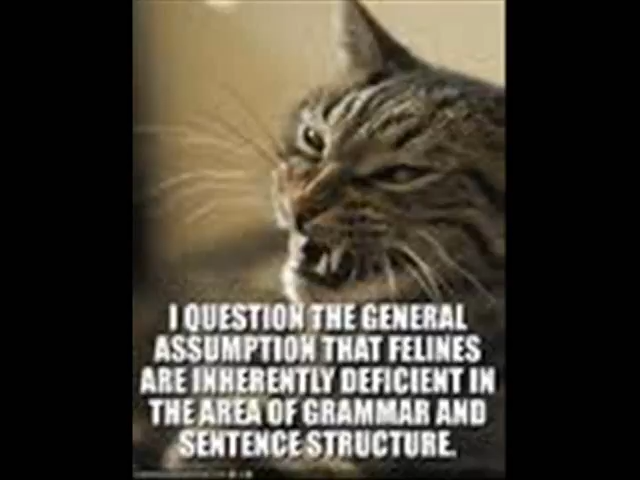 I QUESTION THE GENERAL
ASSUMPTION THAT FELINES
ARE INHERENTLY DEFICIENT IN
THE AREA OF GRAMMAR AND
SENTENCE STRUCTURE.